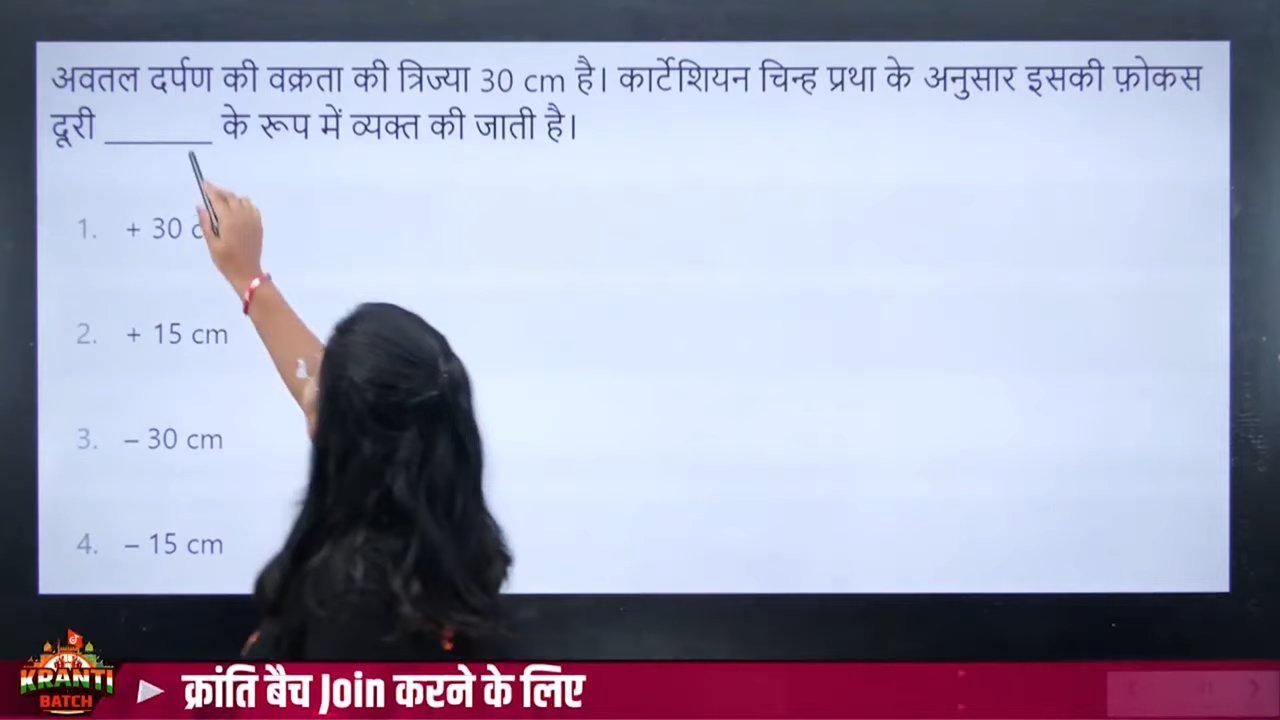 अवतल दर्पण की वक्रता की त्रिज्या 30 cm है। कार्टेशियन चिन्ह प्रथा के अनुसार इसकी फ़ोकस
दूरी ________ के रूप में व्यक्त की जाती है।
1. + 30
2. + 15 cm
3. – 30 cm
4. – 15 cm
KRANTI
BATCH
क्रांति बैच Join करने के लिए